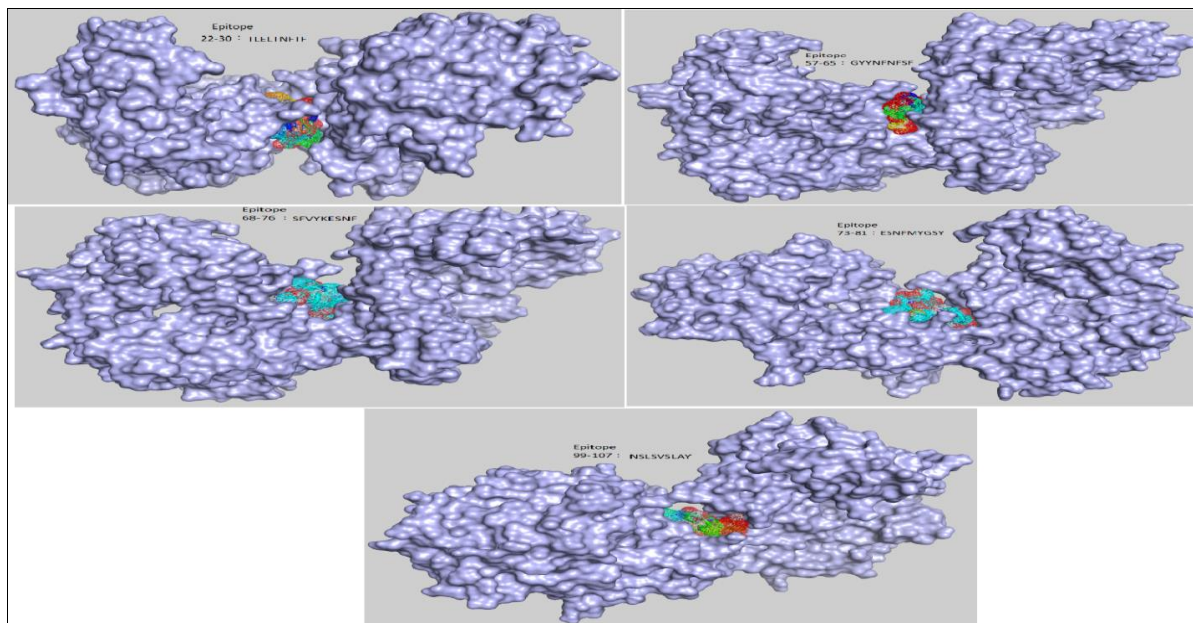 Epitope
22-30 : TLELTNFTF
57-65 : GYYNFNFSF
Epitope
68-76 : SFVYKESNF
Epitope
73-81 : ESNFMYGSY
Epitope
99-107 : NSLSVSLAY